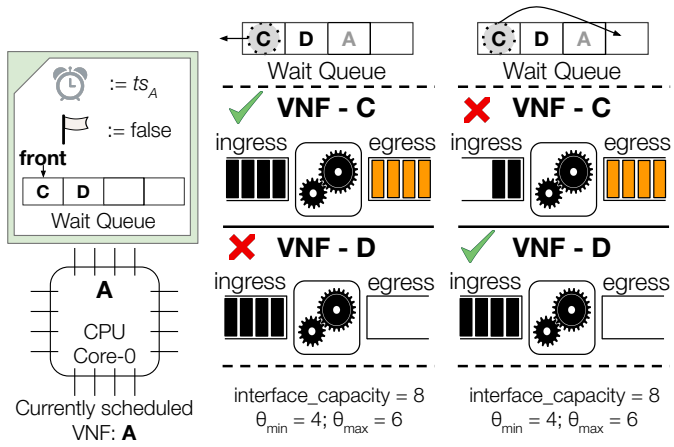 := ts_A
:= false
front
C D
Wait Queue
A
CPU
Core-0
Currently scheduled
VNF: A
C D A
Wait Queue
VNF - C
ingress egress
VNF - D
ingress egress
interface_capacity = 8
θ_min = 4; θ_max = 6
C D A
Wait Queue
VNF - C
ingress egress
VNF - D
ingress egress
interface_capacity = 8
θ_min = 4; θ_max = 6